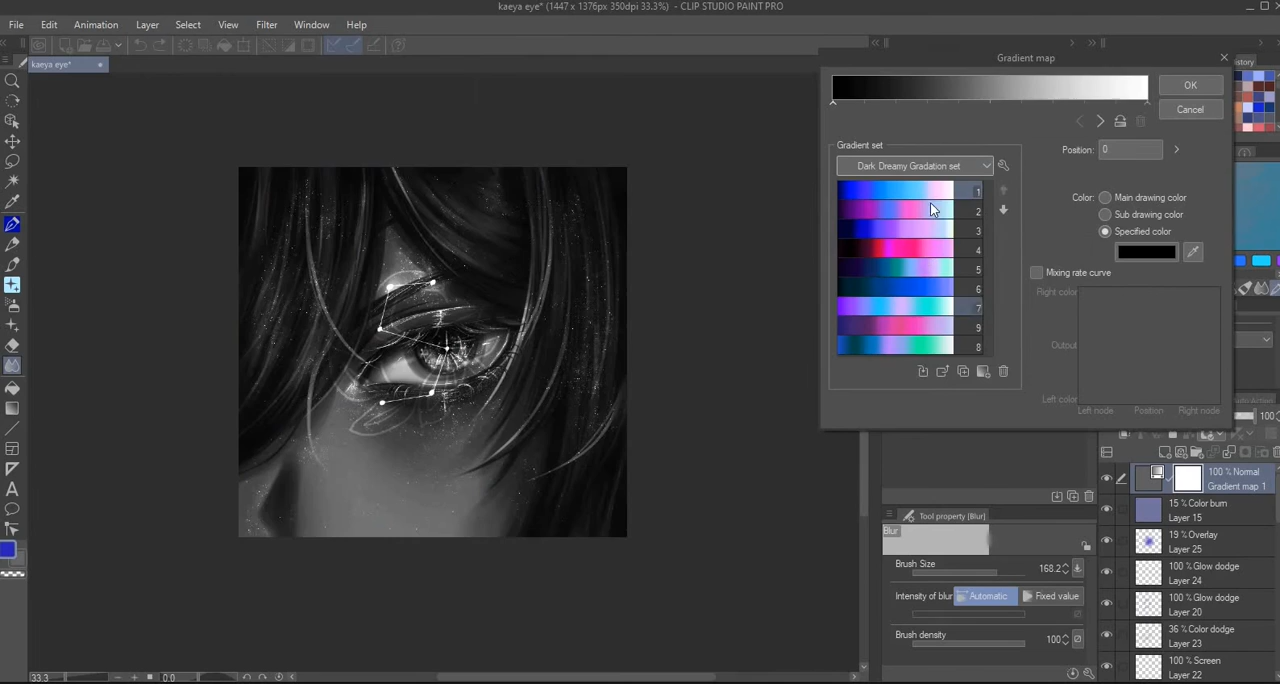 kaeya eye* (1447 x 1376px 350dpi 33.3%) - CLIP STUDIO PAINT PRO
File Edit Animation Layer Select View Filter Window Help
kaeya eye*
Gradient map
History
OK
Cancel
Gradient set
Position: 0
Dark Dreamy Gradation set
1
2
3
4
5
6
7
9
8
Color: Main drawing color
Sub drawing color
Specified color
Mixing rate curve
Right color
Output
Left color
Left node Position Right node
100
100 % Normal
Gradient map 1
15 % Color burn
Layer 15
19 % Overlay
Layer 25
100 % Glow dodge
Layer 24
100 % Glow dodge
Layer 20
36 % Color dodge
Layer 23
100 % Screen
Layer 22
Tool property [Blur]
Blur
Brush Size 168.2
Intensity of blur Automatic Fixed value
Brush density 100
33.3 0.0